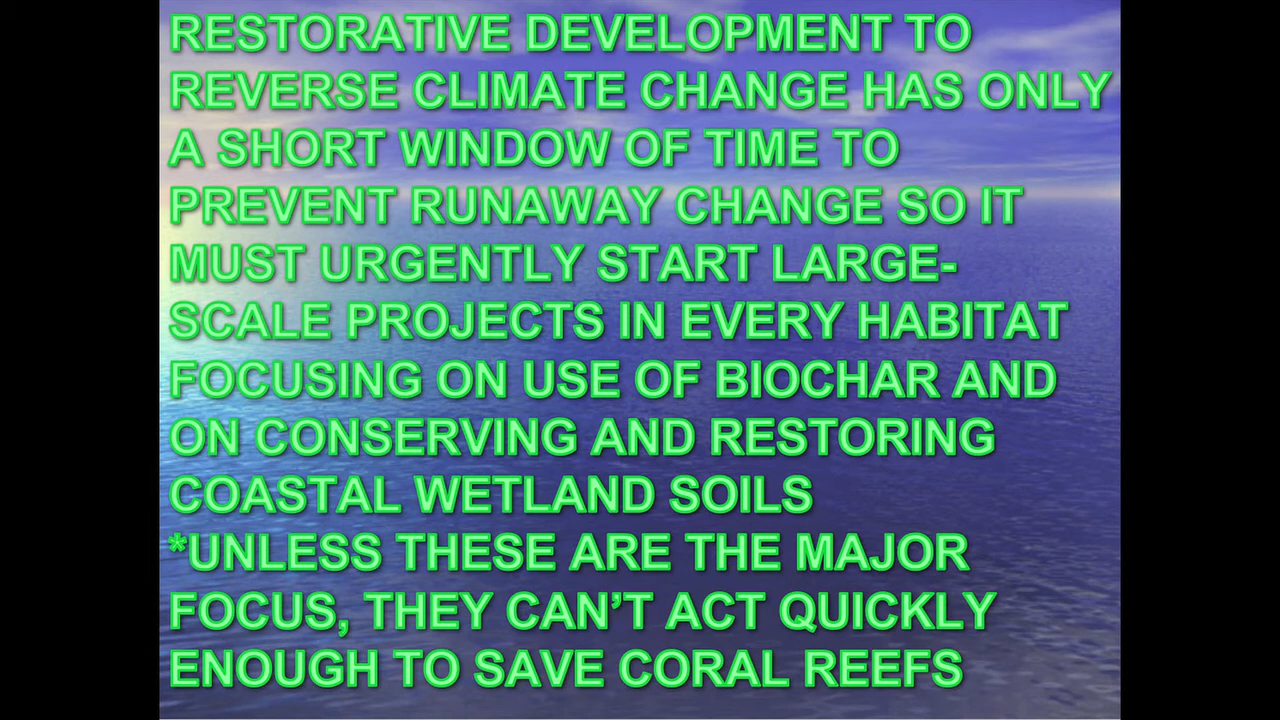 RESTORATIVE DEVELOPMENT TO
REVERSE CLIMATE CHANGE HAS ONLY
A SHORT WINDOW OF TIME TO
PREVENT RUNAWAY CHANGE SO IT
MUST URGENTLY START LARGE-
SCALE PROJECTS IN EVERY HABITAT
FOCUSING ON USE OF BIOCHAR AND
ON CONSERVING AND RESTORING
COASTAL WETLAND SOILS
*UNLESS THESE ARE THE MAJOR
FOCUS, THEY CAN’T ACT QUICKLY
ENOUGH TO SAVE CORAL REEFS